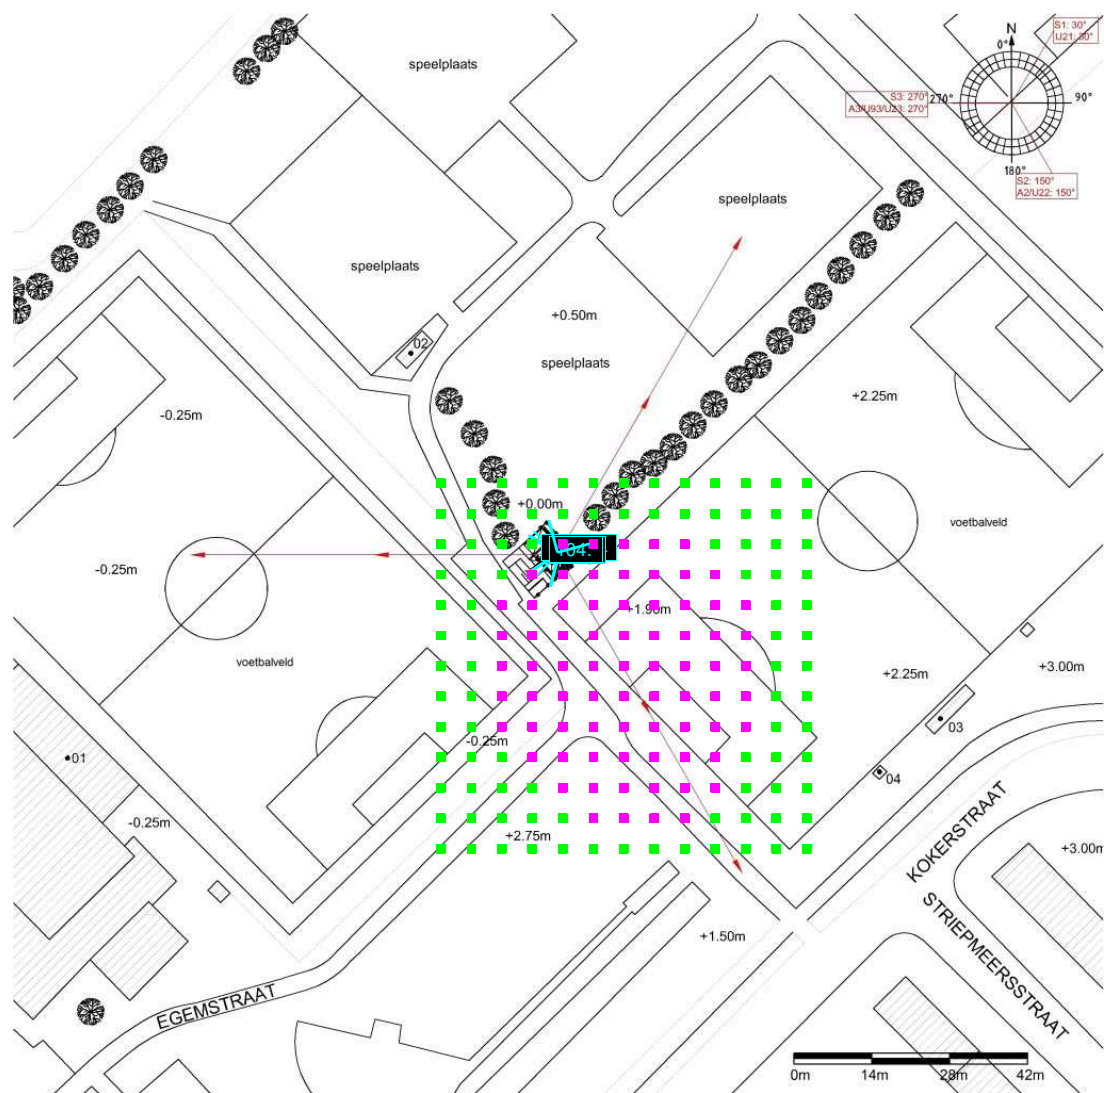 speelplaats
N
0°
S1: 30°
U21: 30°
S3: 270°
A3/U93/U23: 270°
270°
90°
180°
S2: 150°
A2/U22: 150°
speelplaats
speelplaats
+0.50m
02
speelplaats
-0.25m
+2.25m
+0.00m
voetbalveld
-0.25m
+1.90m
voetbalveld
+3.00m
+2.25m
03
-0.25m
01
04
-0.25m
+2.75m
KOKERSTRAAT
+3.00m
STRIEPMEERSSTRAAT
+1.50m
EGEMSTRAAT
0m 14m 28m 42m